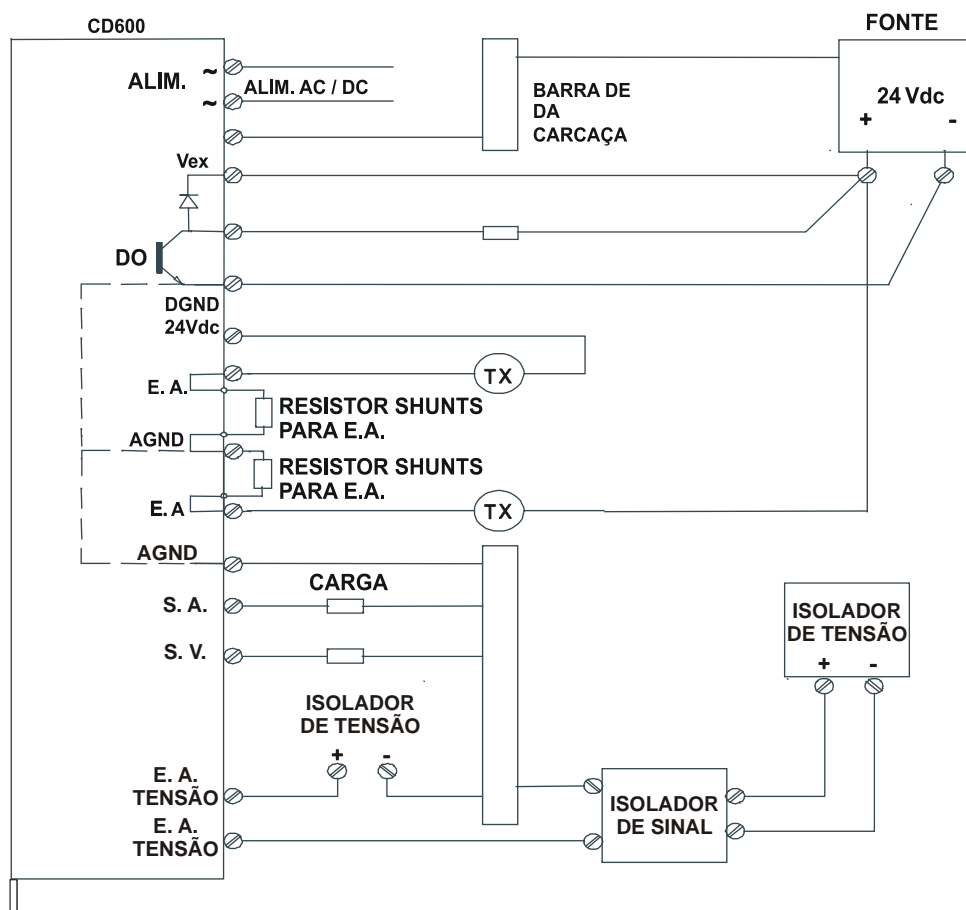 CD600
FONTE
ALIM.
~
~
ALIM. AC / DC
BARRA DE
DA
CARCAÇA
24 Vdc
+ -
Vex
DO
DGND
24Vdc
TX
E. A.
RESISTOR SHUNTS
PARA E.A.
AGND
RESISTOR SHUNTS
PARA E.A.
E. A
TX
AGND
CARGA
S. A.
S. V.
ISOLADOR
DE TENSÃO
+ -
ISOLADOR
DE TENSÃO
+ -
E. A.
TENSÃO
E. A.
TENSÃO
ISOLADOR
DE SINAL